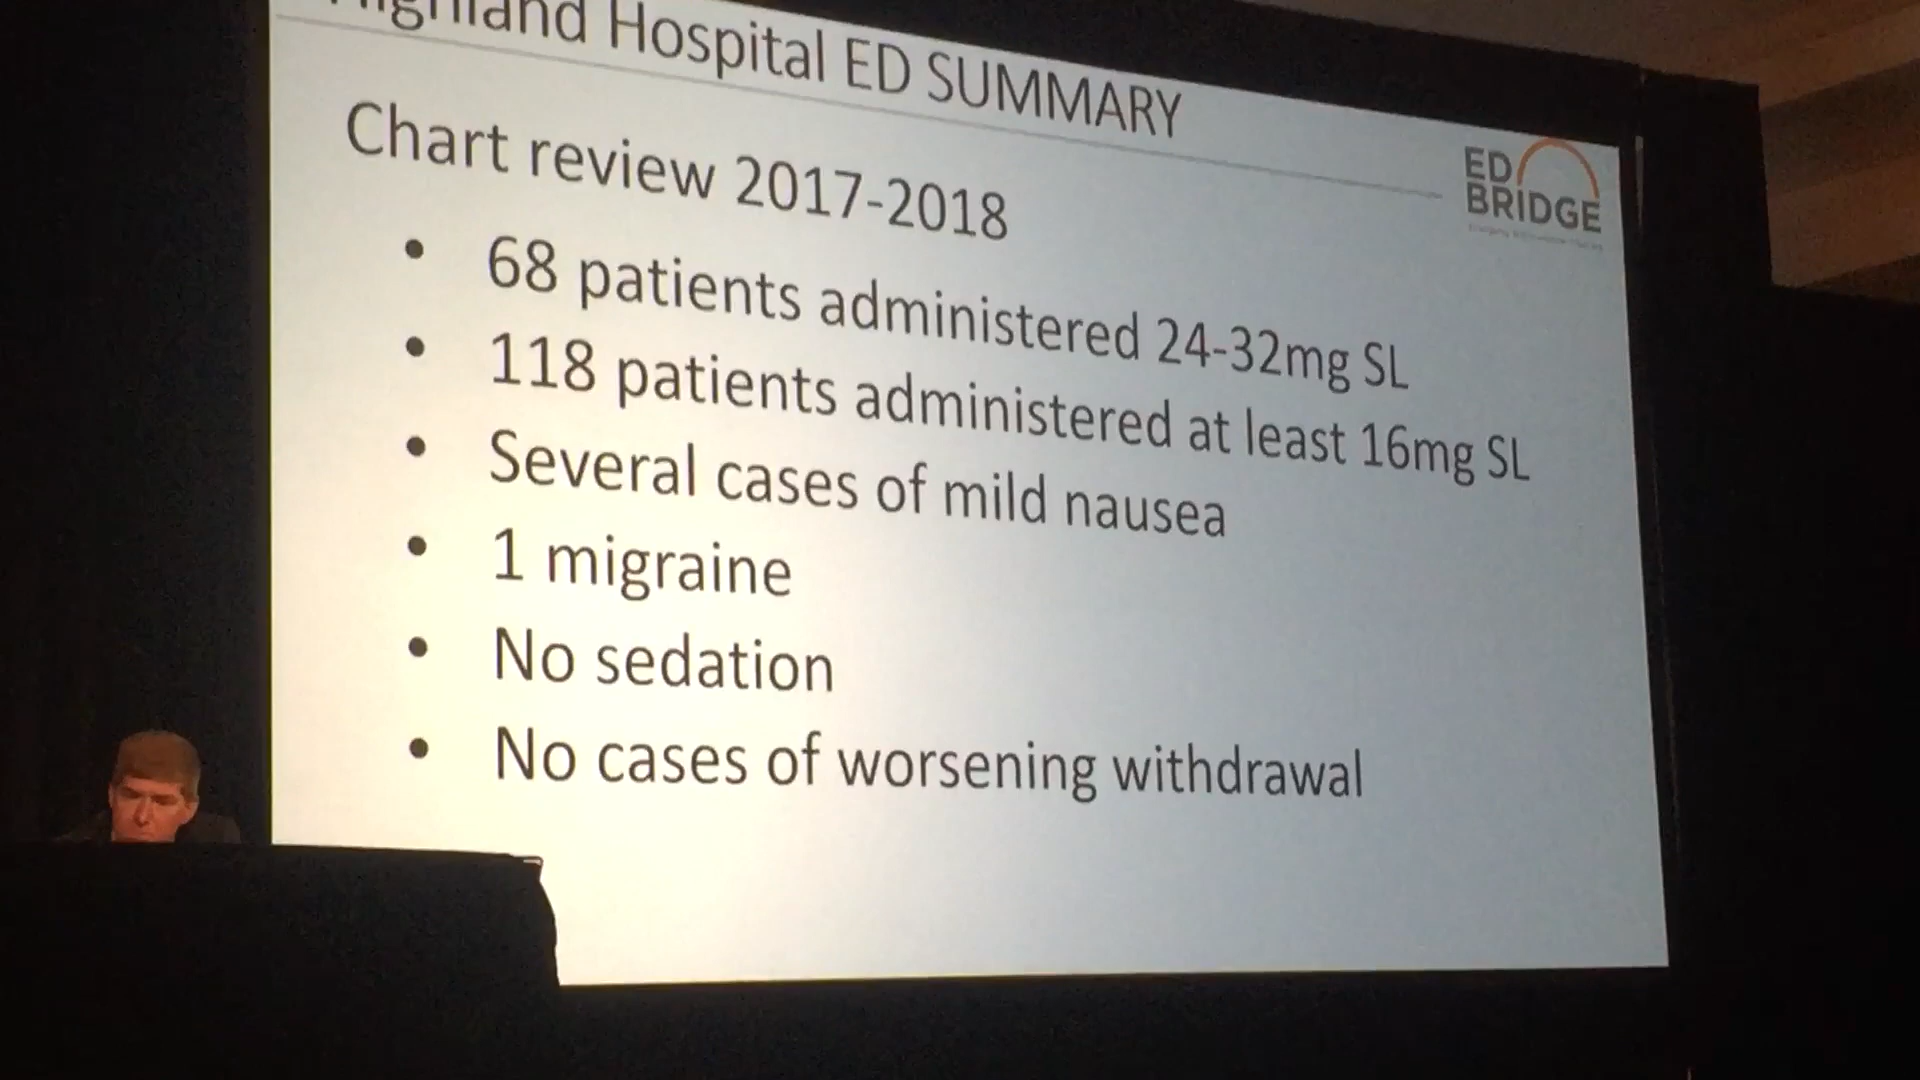 Highland Hospital ED SUMMARY
Chart review 2017-2018
• 68 patients administered 24-32mg SL
• 118 patients administered at least 16mg SL
• Several cases of mild nausea
• 1 migraine
• No sedation
• No cases of worsening withdrawal
ED
BRIDGE